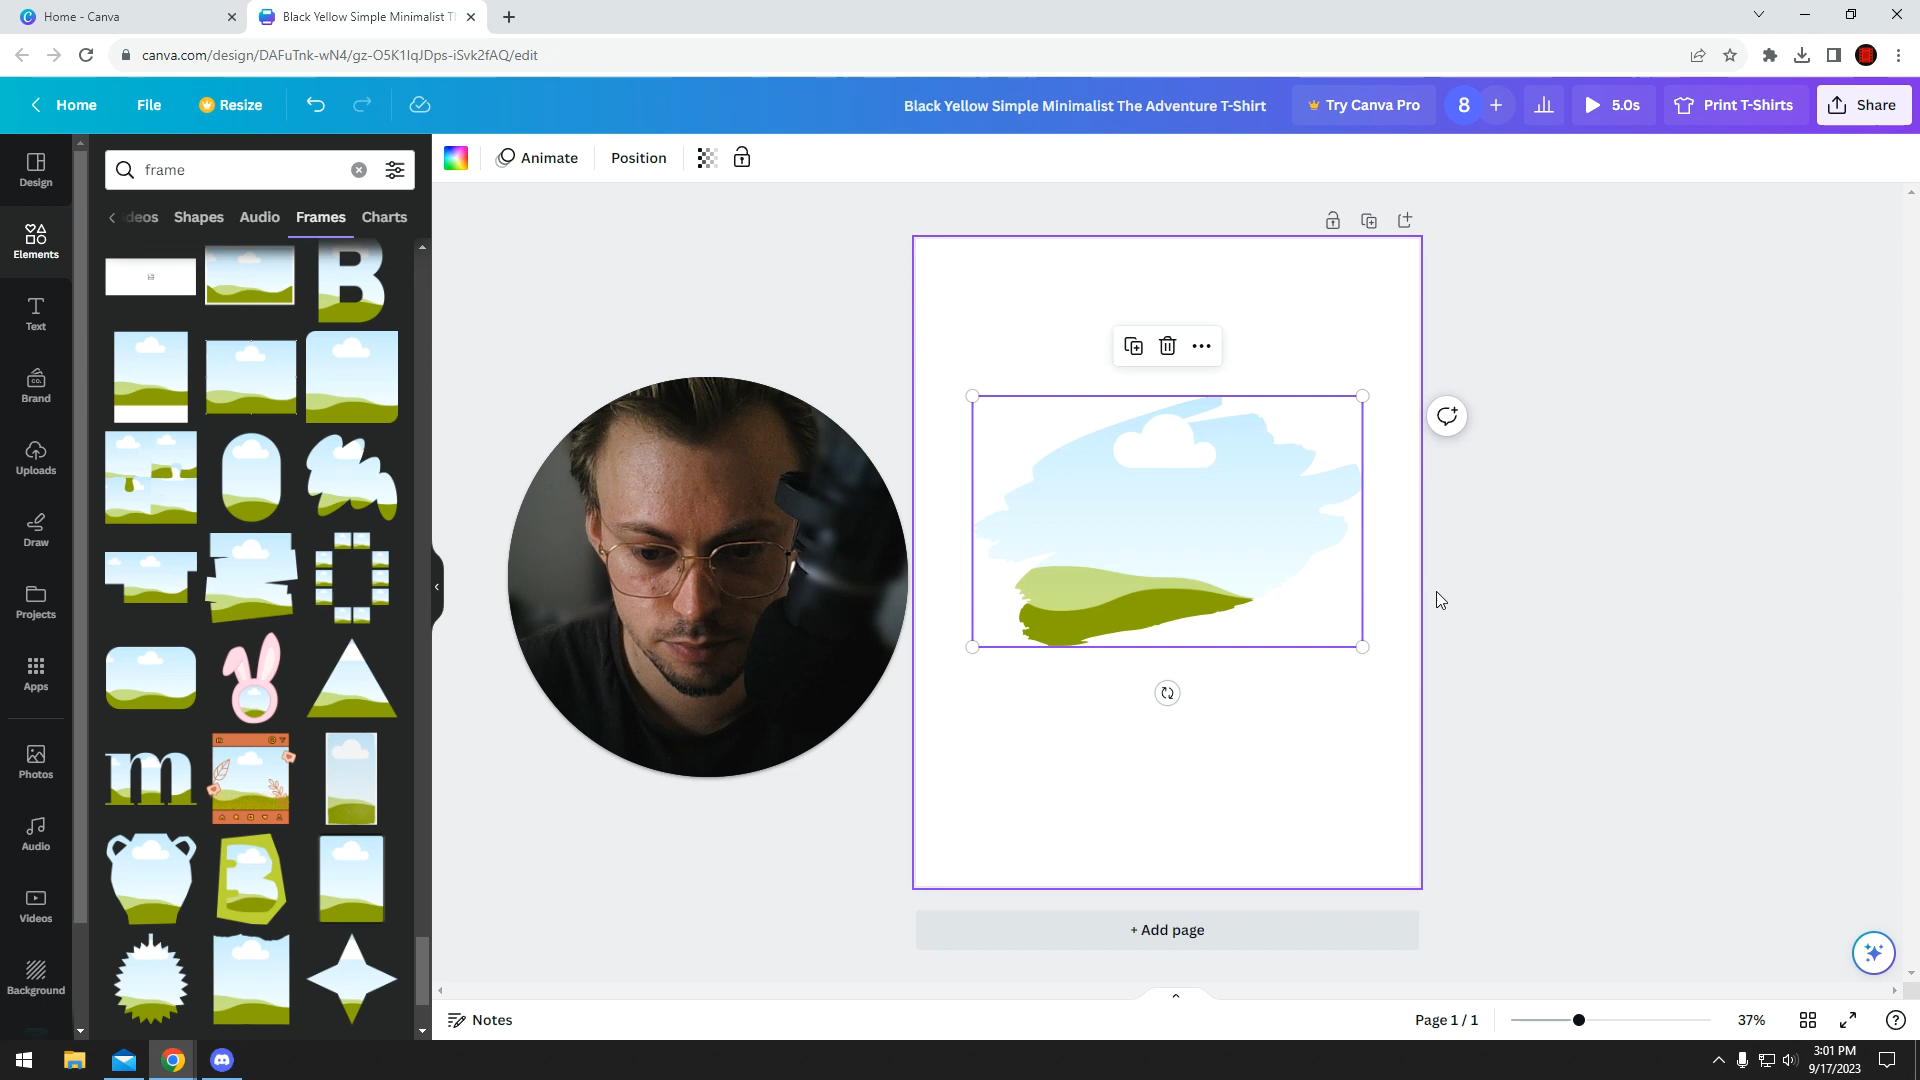 Home - Canva
Black Yellow Simple Minimalist T
canva.com/design/DAFuTnk-wN4/gz-O5K1IqJDps-iSvk2fAQ/edit
Home
File
Resize
Black Yellow Simple Minimalist The Adventure T-Shirt
Try Canva Pro
8
5.0s
Print T-Shirts
Share
Design
Elements
Text
Brand
Uploads
Draw
Projects
Apps
Photos
Audio
Videos
Background
frame
deos
Shapes
Audio
Frames
Charts
Animate
Position
+ Add page
Notes
Page 1 / 1
37%
3:01 PM
9/17/2023